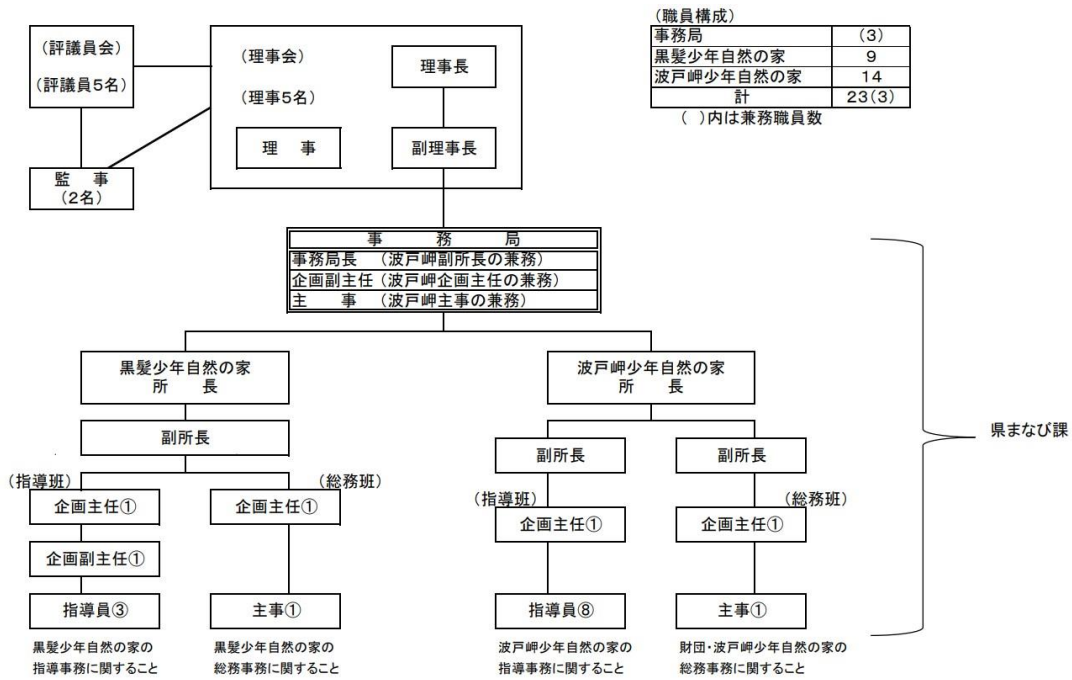 (評議員会)
(評議員5名)
監　事
(2名)
(理事会)
(理事5名)
理　事
理事長
副理事長
(職員構成)
事務局 (3)
黒髪少年自然の家 9
波戸岬少年自然の家 14
計 23(3)
(　)内は兼務職員数
事　務　局
事務局長　(波戸岬副所長の兼務)
企画副主任 (波戸岬企画主任の兼務)
主　事　(波戸岬主事の兼務)
黒髪少年自然の家
所　長
副所長
(指導班)
企画主任①
企画副主任①
指導員③
黒髪少年自然の家の
指導事務に関すること
(総務班)
企画主任①
主事①
黒髪少年自然の家の
総務事務に関すること
波戸岬少年自然の家
所　長
副所長
(指導班)
企画主任①
指導員⑧
波戸岬少年自然の家の
指導事務に関すること
副所長
(総務班)
企画主任①
主事①
財団・波戸岬少年自然の家の
総務事務に関すること
県まなび課